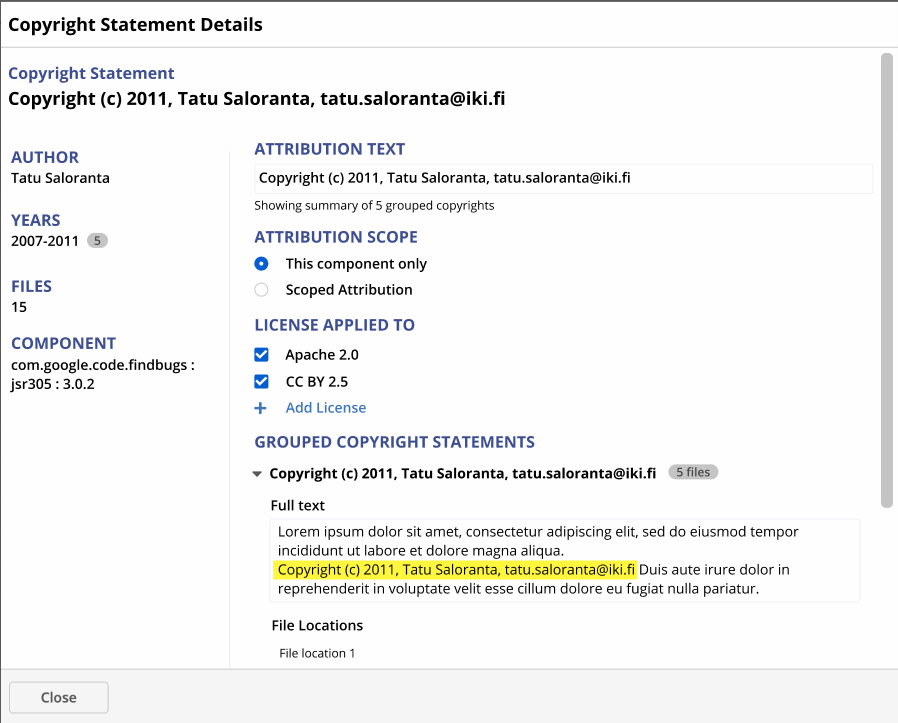 Copyright Statement Details
Copyright Statement
Copyright (c) 2011, Tatu Saloranta, tatu.saloranta@iki.fi
AUTHOR
Tatu Saloranta
YEARS
2007-2011 5
FILES
15
COMPONENT
com.google.code.findbugs :
jsr305 : 3.0.2
ATTRIBUTION TEXT
Copyright (c) 2011, Tatu Saloranta, tatu.saloranta@iki.fi
Showing summary of 5 grouped copyrights
ATTRIBUTION SCOPE
This component only
Scoped Attribution
LICENSE APPLIED TO
Apache 2.0
CC BY 2.5
+ Add License
GROUPED COPYRIGHT STATEMENTS
Copyright (c) 2011, Tatu Saloranta, tatu.saloranta@iki.fi 5 files
Full text
Lorem ipsum dolor sit amet, consectetur adipiscing elit, sed do eiusmod tempor
incididunt ut labore et dolore magna aliqua.
Copyright (c) 2011, Tatu Saloranta, tatu.saloranta@iki.fi Duis aute irure dolor in
reprehenderit in voluptate velit esse cillum dolore eu fugiat nulla pariatur.
File Locations
File location 1
Close